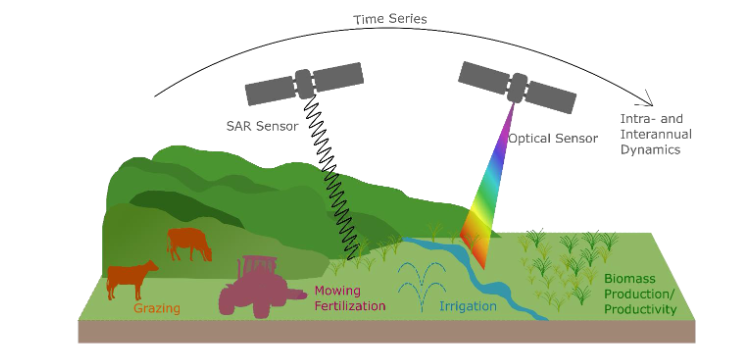 Time Series
SAR Sensor
Optical Sensor
Intra- and
Interannual
Dynamics
Grazing
Mowing
Fertilization
Irrigation
Biomass
Production/
Productivity